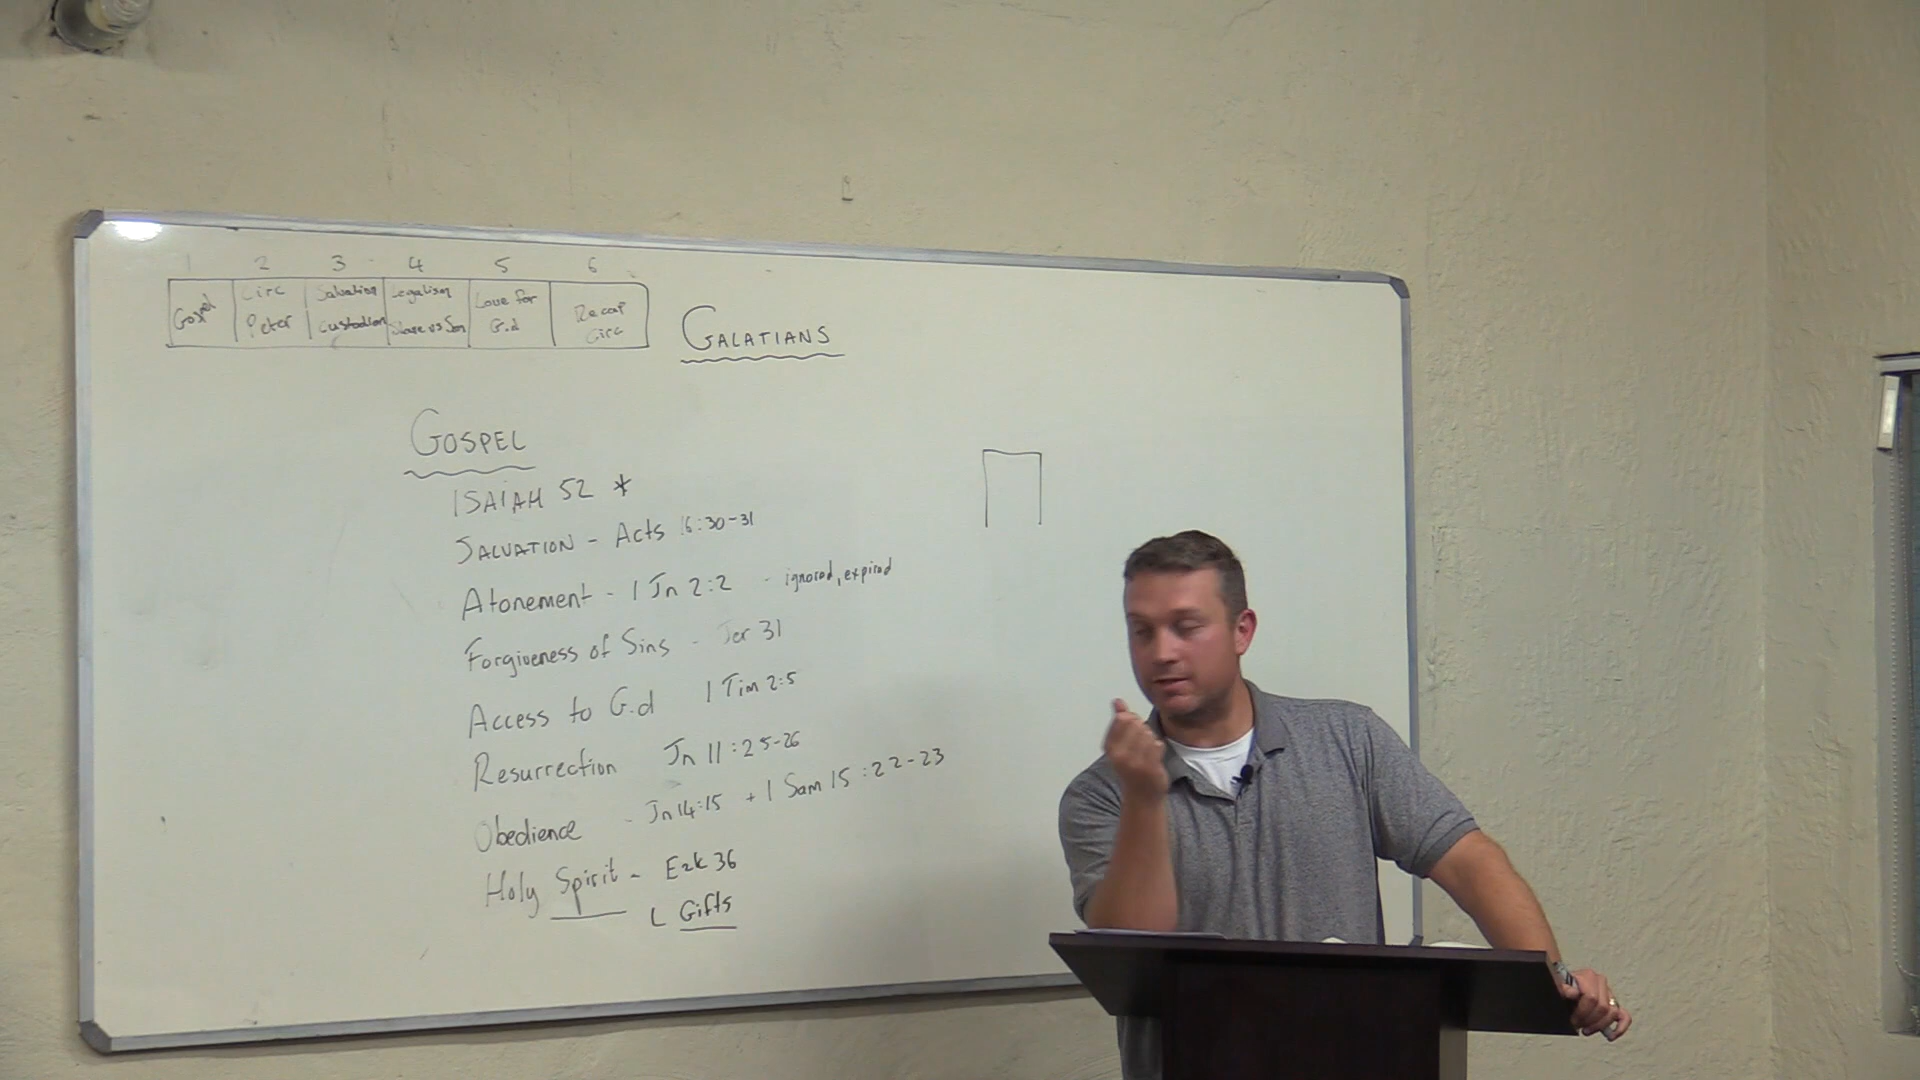 1 2 3 4 5 6
Gospel Circ Salvation Legalism Love for Recap
Peter Custodian Slave vs Son G.d Circ
GALATIANS
GOSPEL
ISAIAH 52 *
SALVATION - Acts 16:30-31
Atonement - 1 Jn 2:2 - ignored, expired
Forgiveness of Sins - Jer 31
Access to G.d 1 Tim 2:5
Resurrection Jn 11:25-26
Obedience - Jn 14:15 + 1 Sam 15:22-23
Holy Spirit - Ezk 36
Gifts